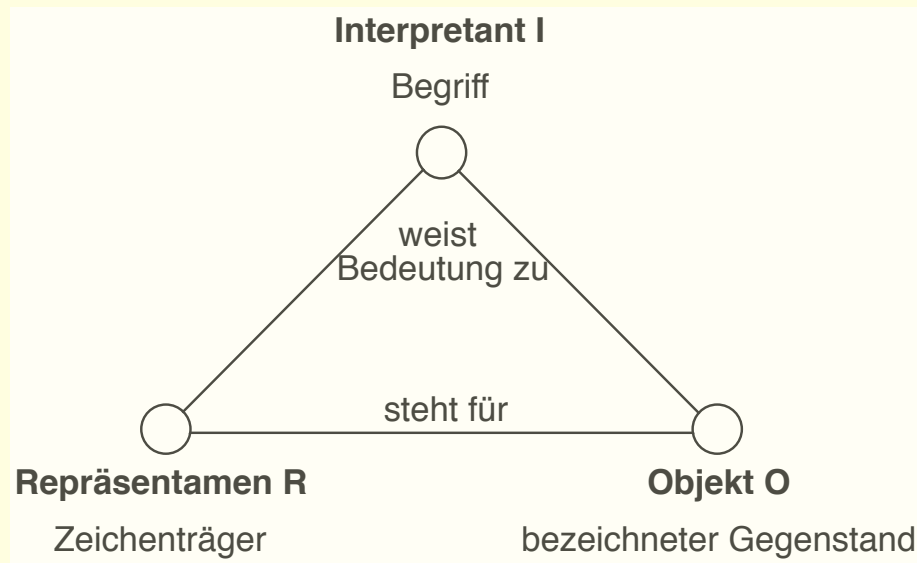 Interpretant I
Begriff
weist
Bedeutung zu
steht für
Repräsentamen R
Objekt O
Zeichenträger
bezeichneter Gegenstand